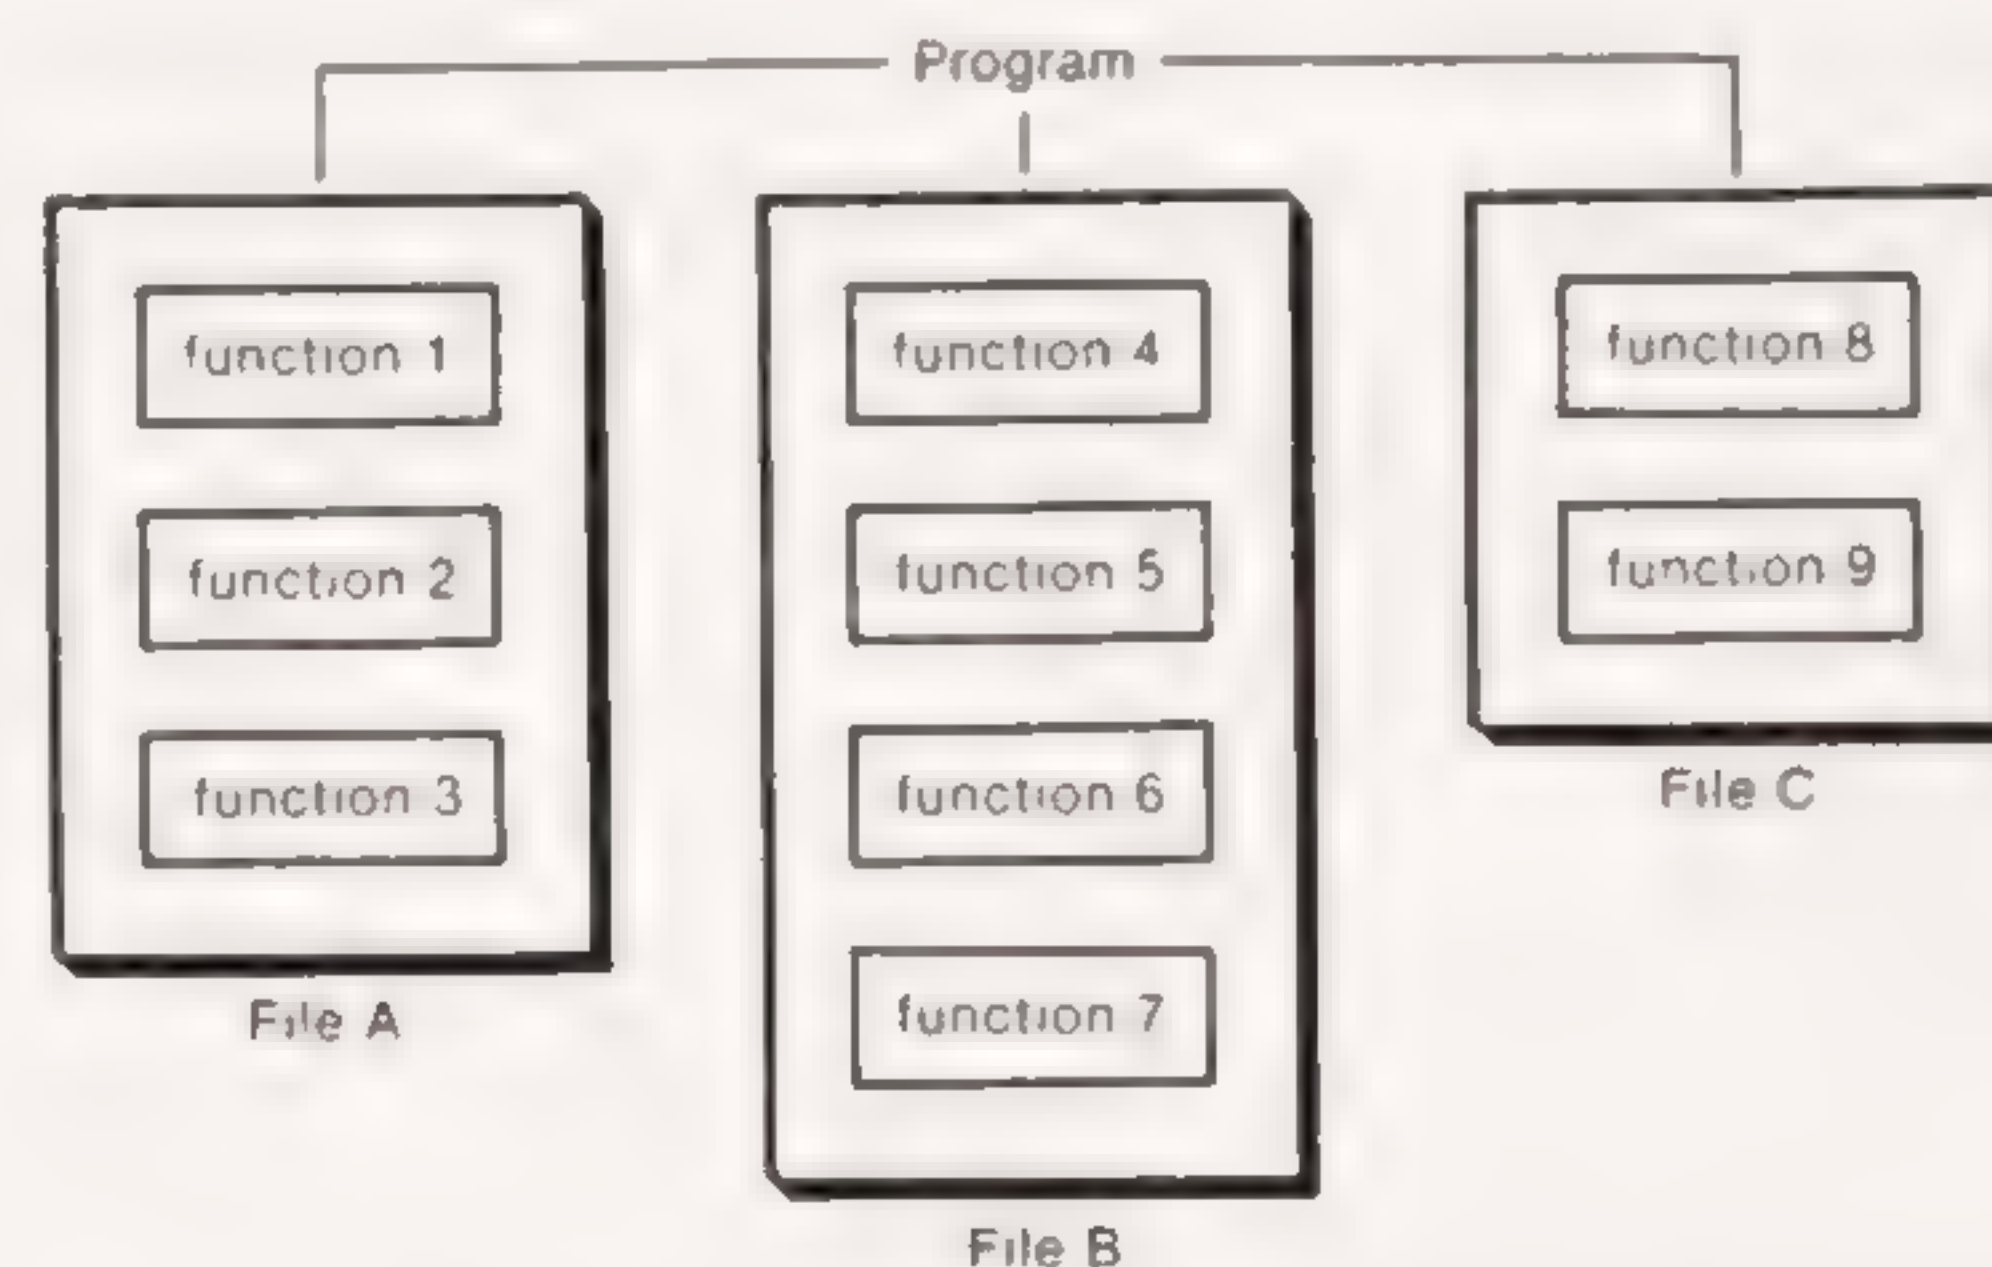 Program
function 1
function 2
function 3
File A
function 4
function 5
function 6
function 7
File B
function 8
function 9
File C